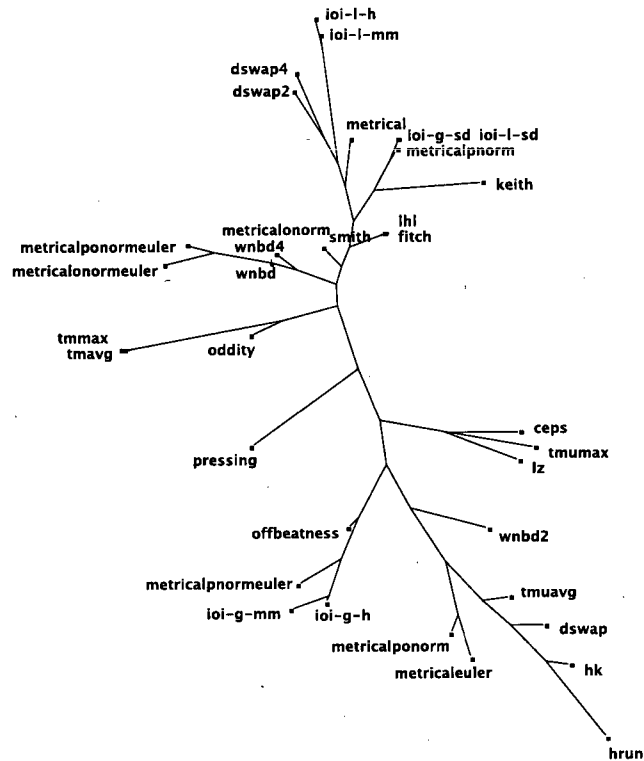 ioi-l-h
ioi-l-mm
dswap4
dswap2
metrical
ioi-g-sd ioi-l-sd
metricalpnorm
keith
lhl
metricalonorm
smith
fitch
wnbd4
metricalponormeuler
wnbd
metricalonormeuler
tmmax
tmavg
oddity
ceps
tmumax
pressing
lz
offbeatness
wnbd2
metricalpnormeuler
tmuavg
ioi-g-mm
ioi-g-h
dswap
metricalponorm
hk
metricaleuler
hrun